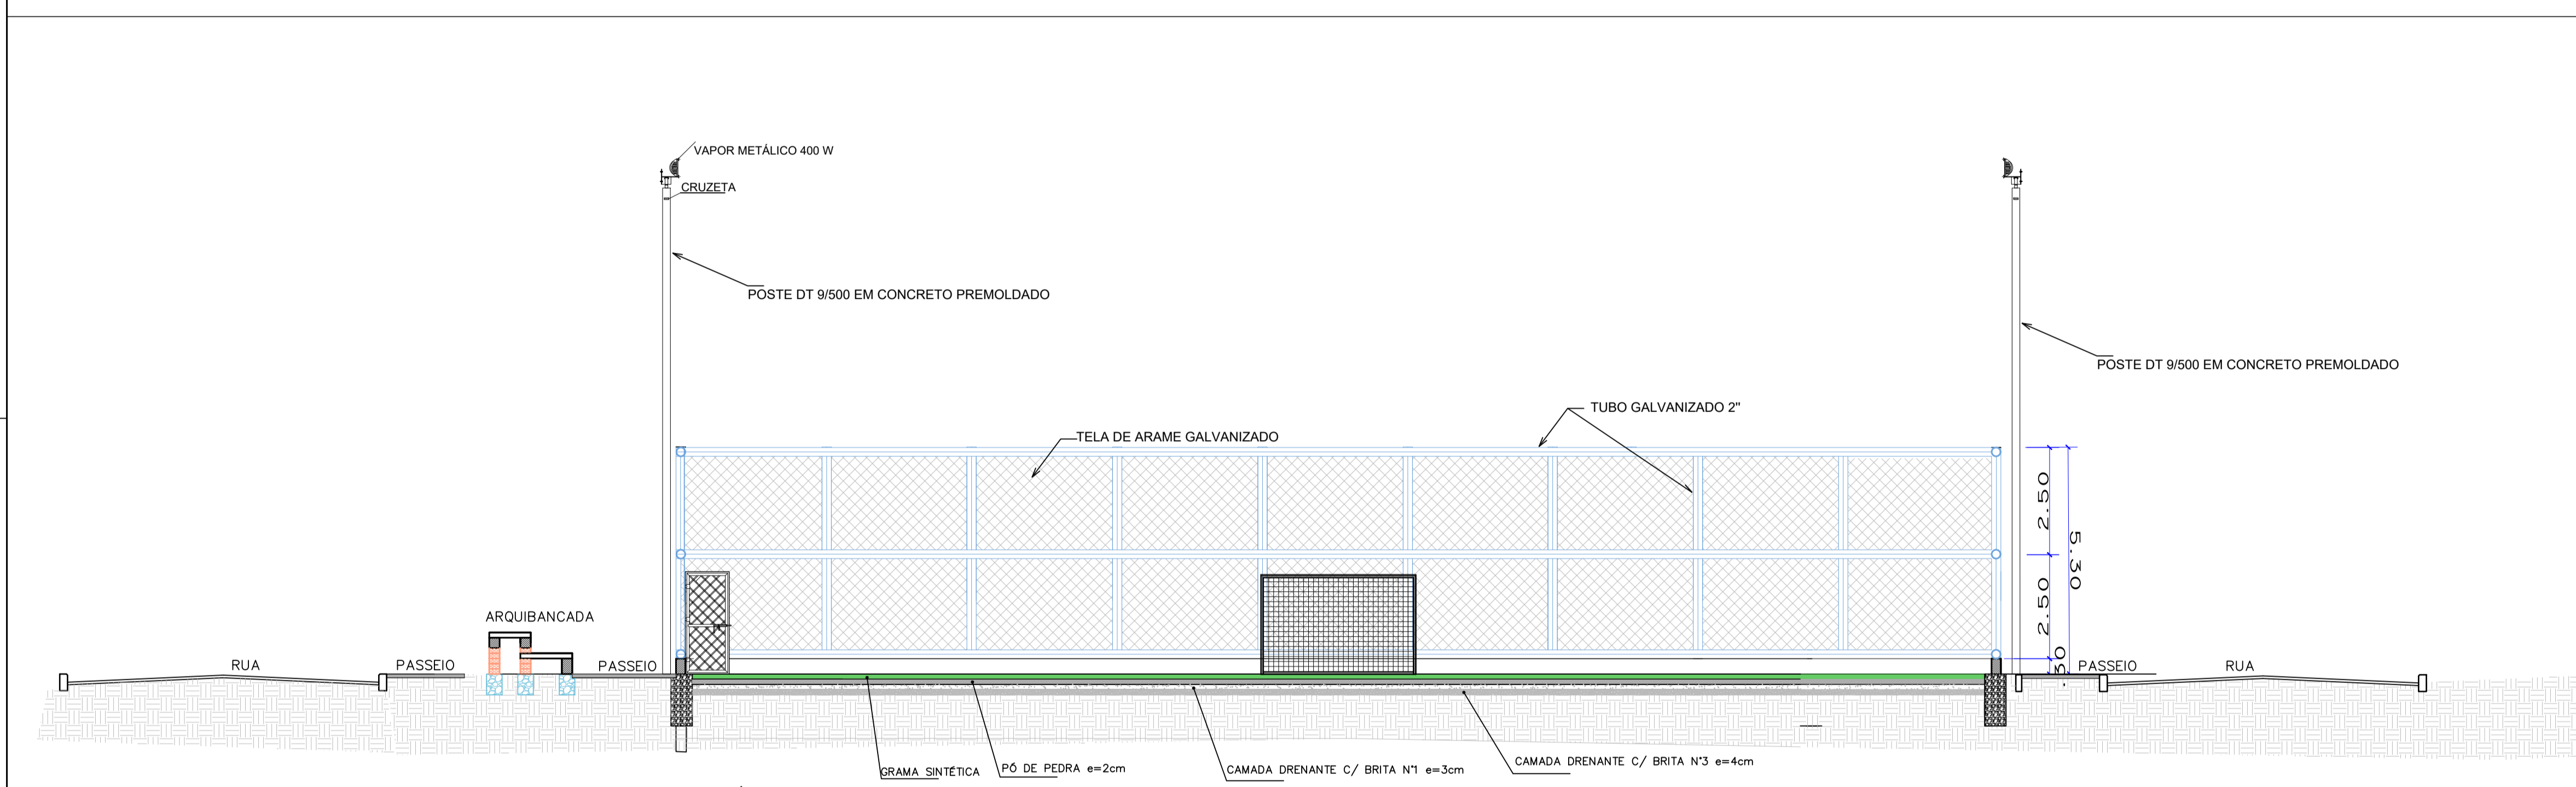 VAPOR METÁLICO 400 W
CRUZETA
POSTE DT 9/500 EM CONCRETO PREMOLDADO
POSTE DT 9/500 EM CONCRETO PREMOLDADO
TUBO GALVANIZADO 2"
TELA DE ARAME GALVANIZADO
2.50
5.30
2.50
.30
ARQUIBANCADA
RUA
PASSEIO
PASSEIO
PASSEIO
RUA
GRAMA SINTÉTICA
PÓ DE PEDRA e=2cm
CAMADA DRENANTE C/ BRITA N°1 e=3cm
CAMADA DRENANTE C/ BRITA N°3 e=4cm